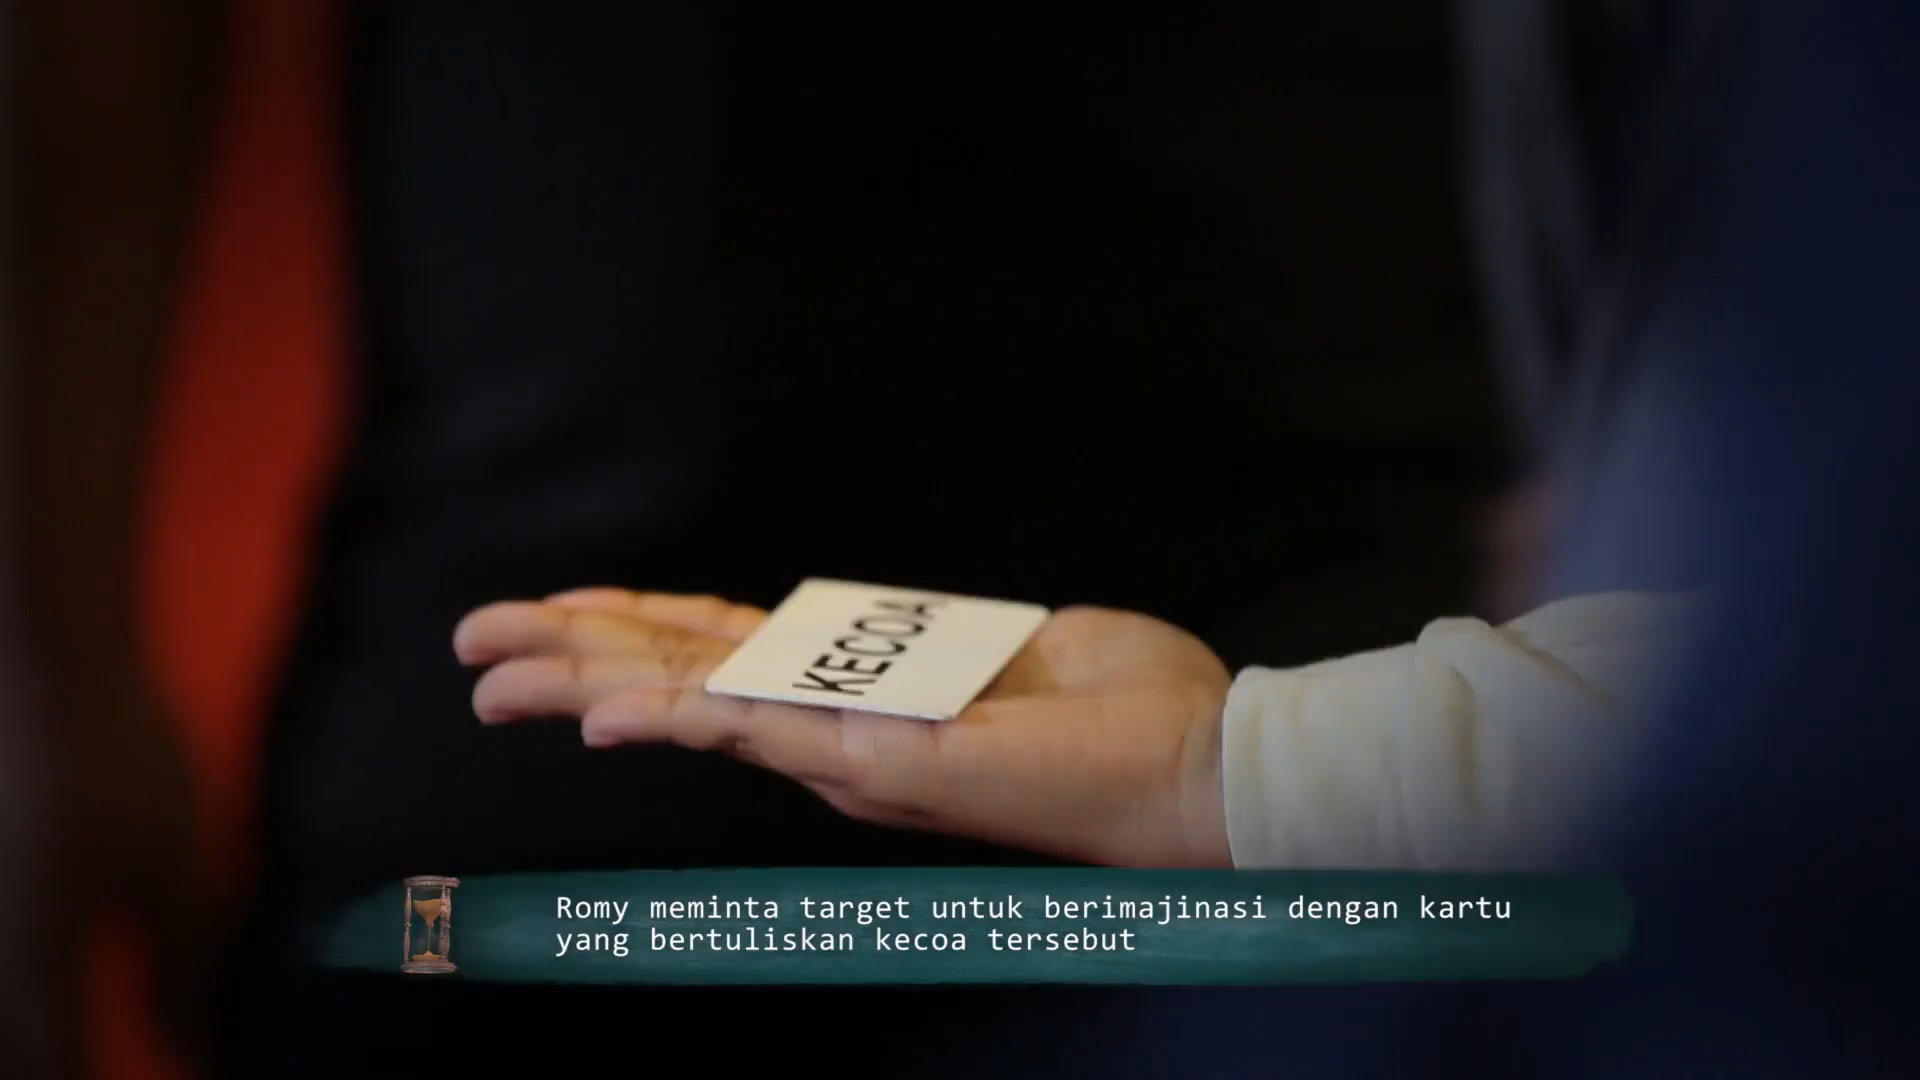 KECOA
Romy meminta target untuk berimajinasi dengan kartu
yang bertuliskan kecoa tersebut